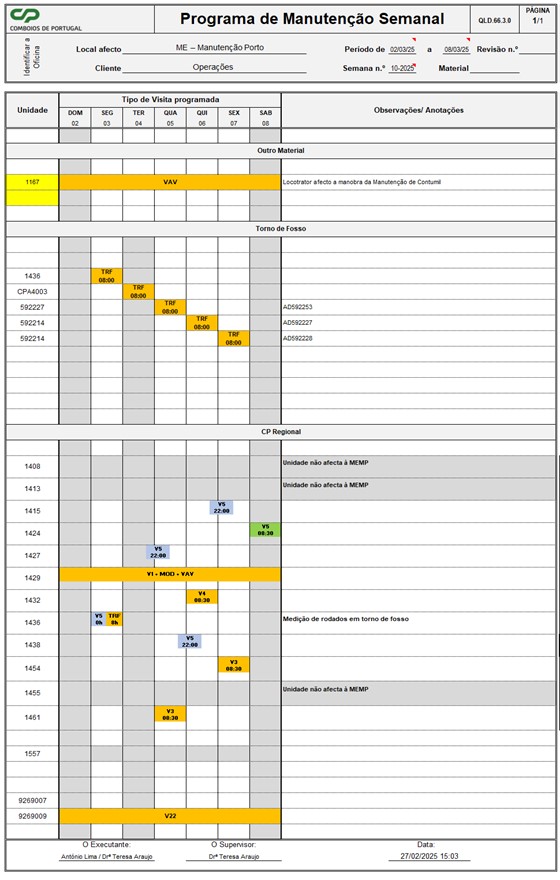 CP
COMBOIOS DE PORTUGAL
Programa de Manutenção Semanal
QLD.66.3.0
PÁGINA
1/1
Identificar a Oficina
Local afecto ME – Manutenção Porto
Período de 02/03/25 a 08/03/25 Revisão n.º
Cliente Operações
Semana n.º 10-2025 Material
Unidade Tipo de Visita programada Observações/ Anotações
DOM SEG TER QUA QUI SEX SAB
02 03 04 05 06 07 08
Outro Material
1167 VAV Locotrator afecto a manobra da Manutenção de Contumil
Torno de Fosso
1436 TRF 08:00
CPA4003 TRF 08:00
592227 TRF 08:00 AD592253
592214 TRF 08:00 AD592227
592214 TRF 08:00 AD592228
CP Regional
1408 Unidade não afecta à MEMP
1413 Unidade não afecta à MEMP
1415 V5 22:00
1424 V5 08:30
1427 V5 22:00
1429 VI + MOD + VAV
1432 V4 08:30
1436 V5 0h TRF 0h Medição de rodados em torno de fosso
1438 V5 22:00
1454 V3 08:30
1455 Unidade não afecta à MEMP
1461 V3 08:30
1557
9269007
9269009 V22
O Executante: O Supervisor: Data:
António Lima / Drª Teresa Araujo Drª Teresa Araujo 27/02/2025 15:03